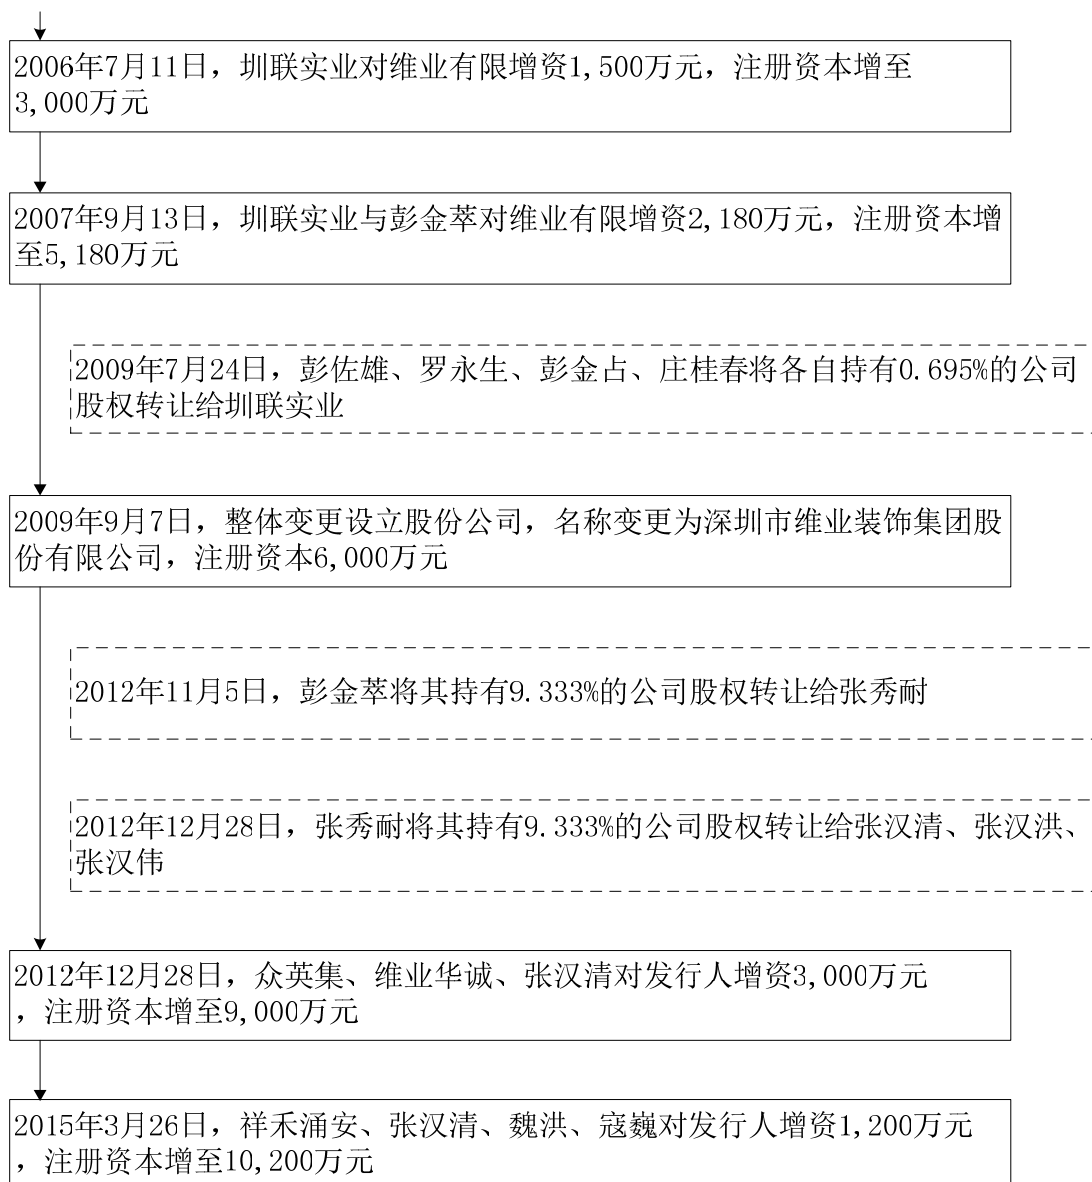 2006年7月11日，圳联实业对维业有限增资1,500万元，注册资本增至
3,000万元
2007年9月13日，圳联实业与彭金萃对维业有限增资2,180万元，注册资本增
至5,180万元
2009年7月24日，彭佐雄、罗永生、彭金占、庄桂春将各自持有0.695%的公司
股权转让给圳联实业
2009年9月7日，整体变更设立股份公司，名称变更为深圳市维业装饰集团股
份有限公司，注册资本6,000万元
2012年11月5日，彭金萃将其持有9.333%的公司股权转让给张秀耐
2012年12月28日，张秀耐将其持有9.333%的公司股权转让给张汉清、张汉洪、
张汉伟
2012年12月28日，众英集、维业华诚、张汉清对发行人增资3,000万元
，注册资本增至9,000万元
2015年3月26日，祥禾涌安、张汉清、魏洪、寇巍对发行人增资1,200万元
，注册资本增至10,200万元